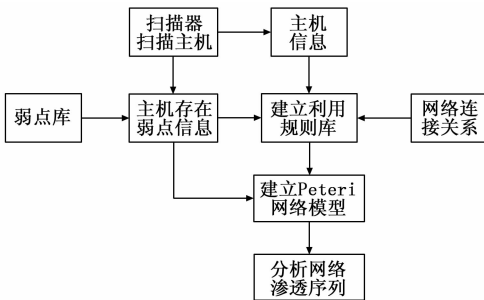 扫描器
扫描主机
主机
信息
弱点库
主机存在
弱点信息
建立利用
规则库
网络连
接关系
建立Peteri
网络模型
分析网络
渗透序列